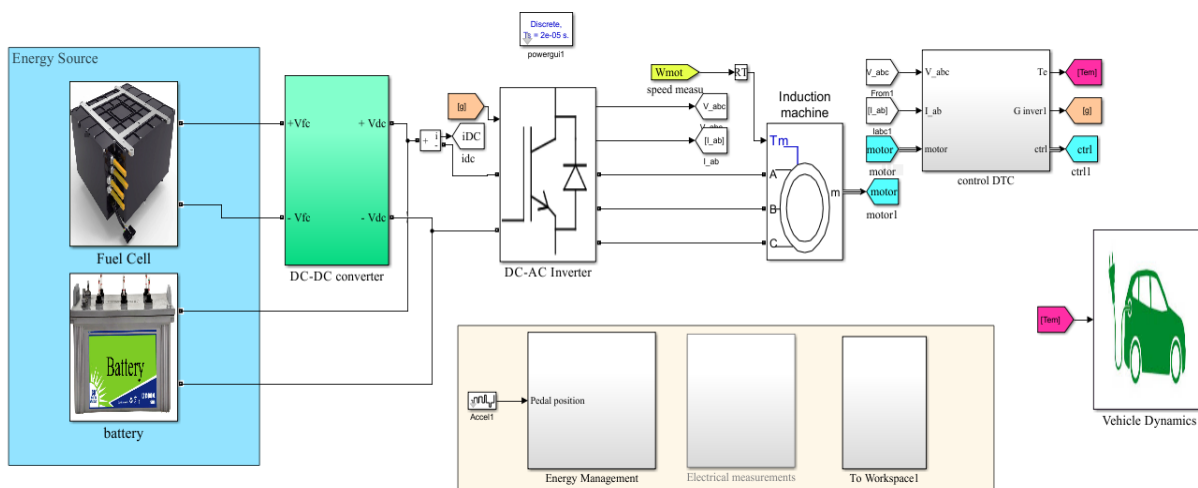 Discrete,
Ts = 2e-05 s.
powergui1
Energy Source
Fuel Cell
Battery
battery
+Vfc
+ Vdc
- Vfc
- Vdc
DC-DC converter
+
i
-
iDC
idc
[g]
DC-AC Inverter
Wmot
speed measu
RT
V_abc
[I_ab]
I_ab
Induction
machine
Tm
A
B
C
m
motor
motor1
V_abc
From1
[I_ab]
Iabc1
motor
motor
V_abc
Te
I_ab
G inver1
motor
ctrl
control DTC
[Tem]
[g]
ctrl
ctrl1
[Tem]
Vehicle Dynamics
Accel1
Pedal position
Energy Management
Electrical measurements
To Workspace1